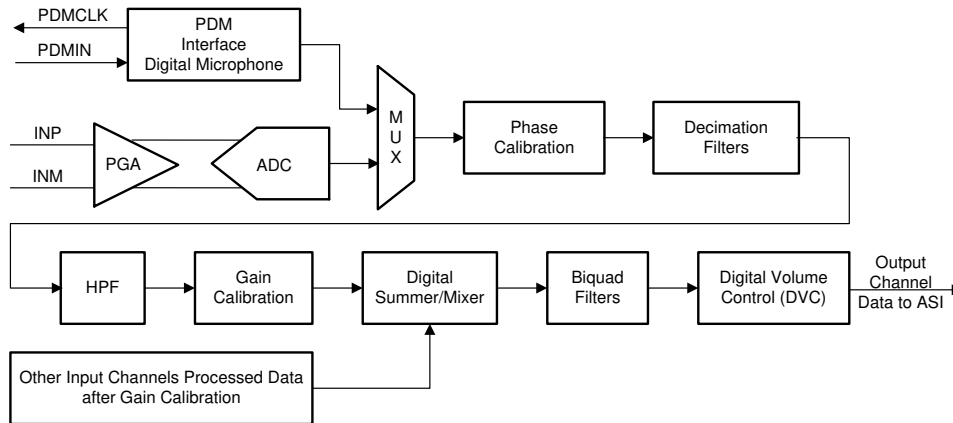 PDMCLK
PDMIN
PDM
Interface
Digital Microphone
INP
INM
PGA
ADC
M
U
X
Phase
Calibration
Decimation
Filters
HPF
Gain
Calibration
Digital
Summer/Mixer
Biquad
Filters
Digital Volume
Control (DVC)
Output
Channel
Data to ASI
Other Input Channels Processed Data
after Gain Calibration